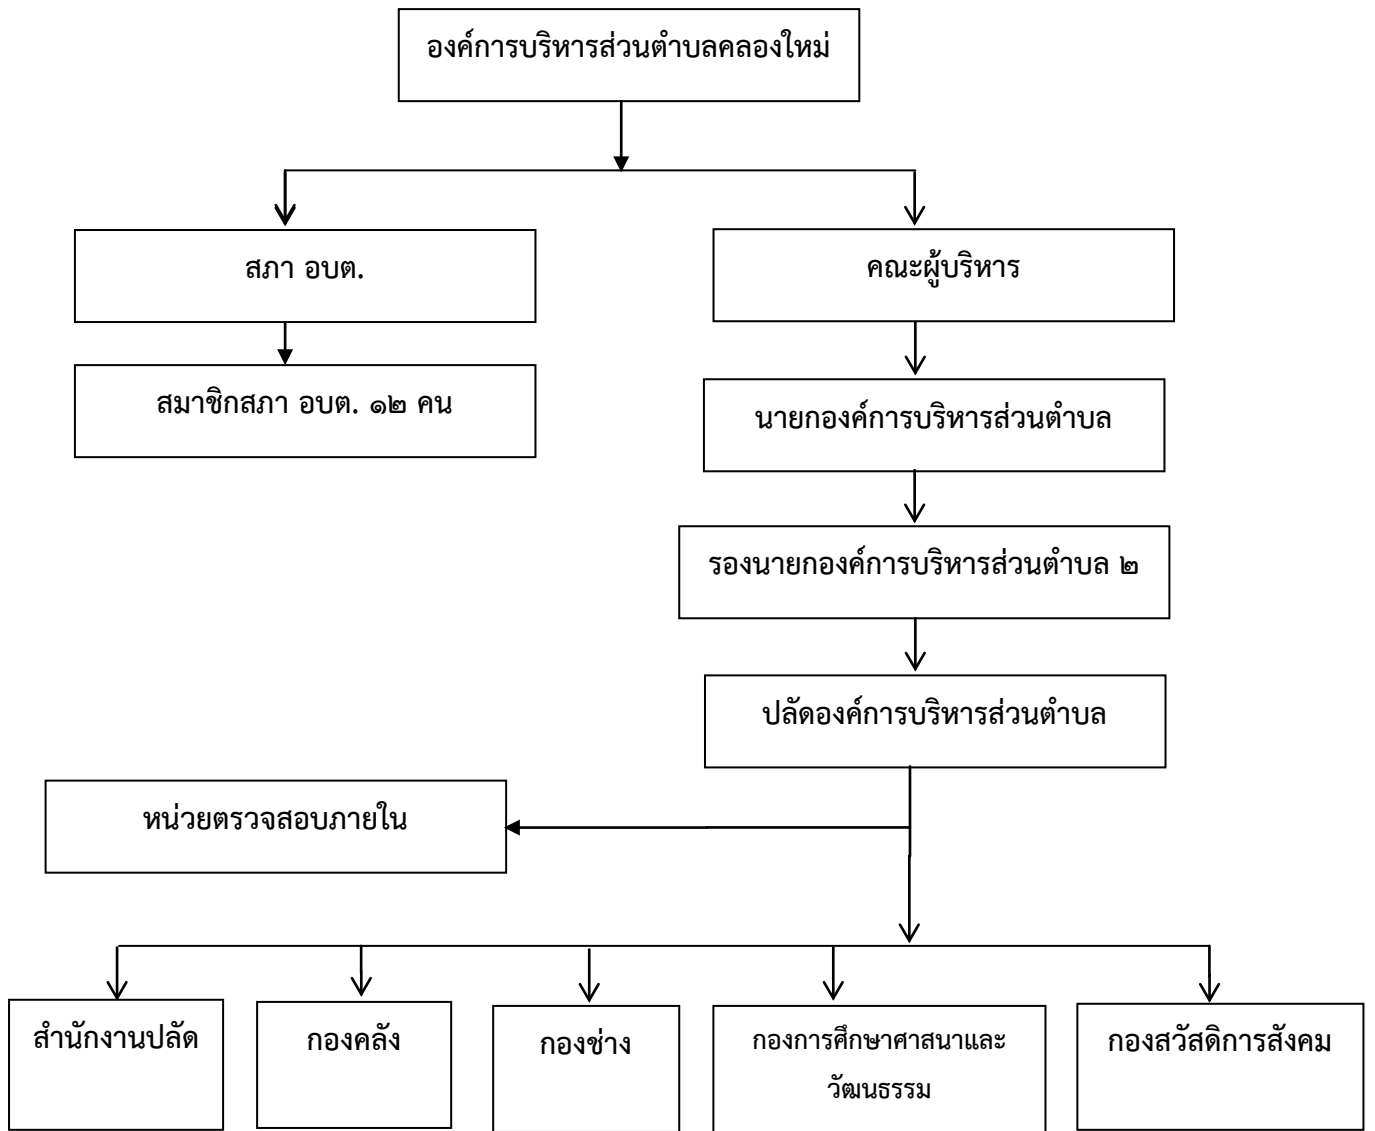 องค์การบริหารส่วนตำบลคลองใหม่
สภา อบต.
คณะผู้บริหาร
สมาชิกสภา อบต. ๑๒ คน
นายกองค์การบริหารส่วนตำบล
รองนายกองค์การบริหารส่วนตำบล ๒
ปลัดองค์การบริหารส่วนตำบล
หน่วยตรวจสอบภายใน
สำนักงานปลัด
กองคลัง
กองช่าง
กองการศึกษาศาสนาและ
วัฒนธรรม
กองสวัสดิการสังคม